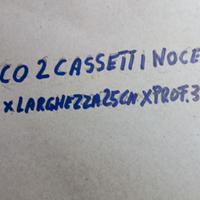 CO 2 CASSETTI NOCE
X LARGHEZZA 25 CM X PROF. 3